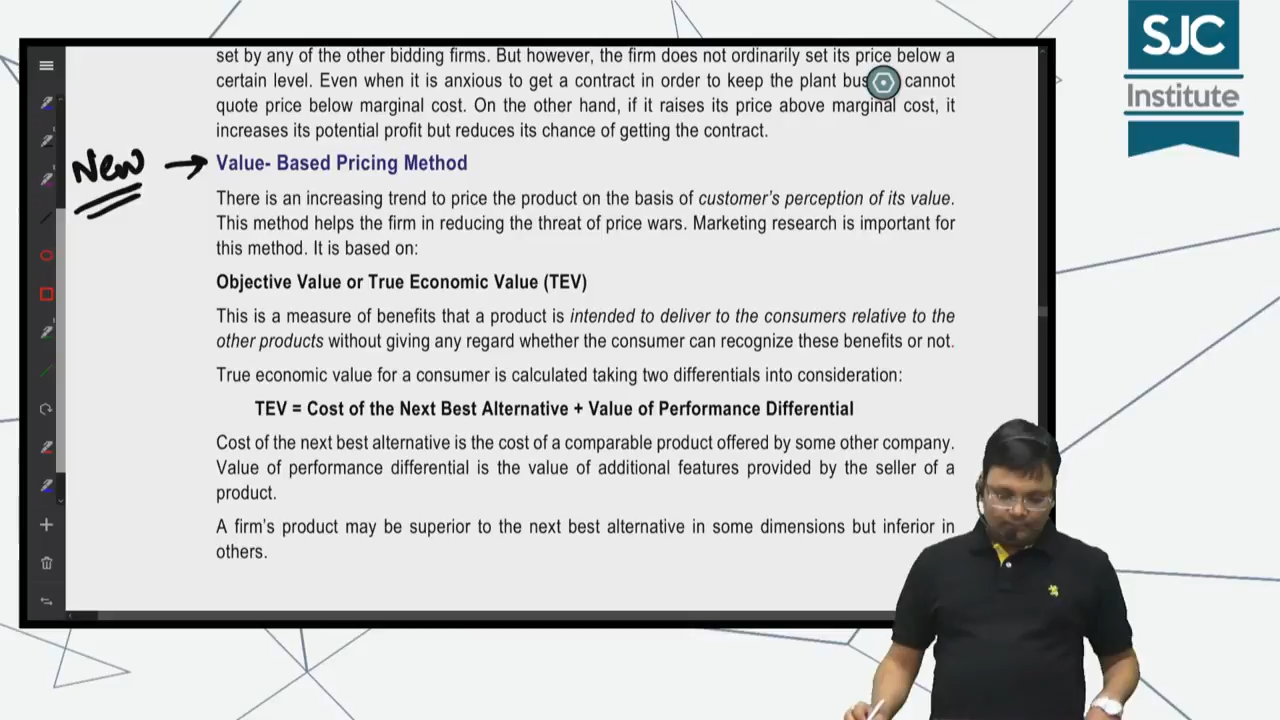 SJC
Institute
set by any of the other bidding firms. But however, the firm does not ordinarily set its price below a
certain level. Even when it is anxious to get a contract in order to keep the plant cannot
quote price below marginal cost. On the other hand, if it raises its price above marginal cost, it
increases its potential profit but reduces its chance of getting the contract.
New → Value- Based Pricing Method
There is an increasing trend to price the product on the basis of customer's perception of its value.
This method helps the firm in reducing the threat of price wars. Marketing research is important for
this method. It is based on:
Objective Value or True Economic Value (TEV)
This is a measure of benefits that a product is intended to deliver to the consumers relative to the
other products without giving any regard whether the consumer can recognize these benefits or not.
True economic value for a consumer is calculated taking two differentials into consideration:
TEV = Cost of the Next Best Alternative + Value of Performance Differential
Cost of the next best alternative is the cost of a comparable product offered by some other company.
Value of performance differential is the value of additional features provided by the seller of a
product.
A firm's product may be superior to the next best alternative in some dimensions but inferior in
others.